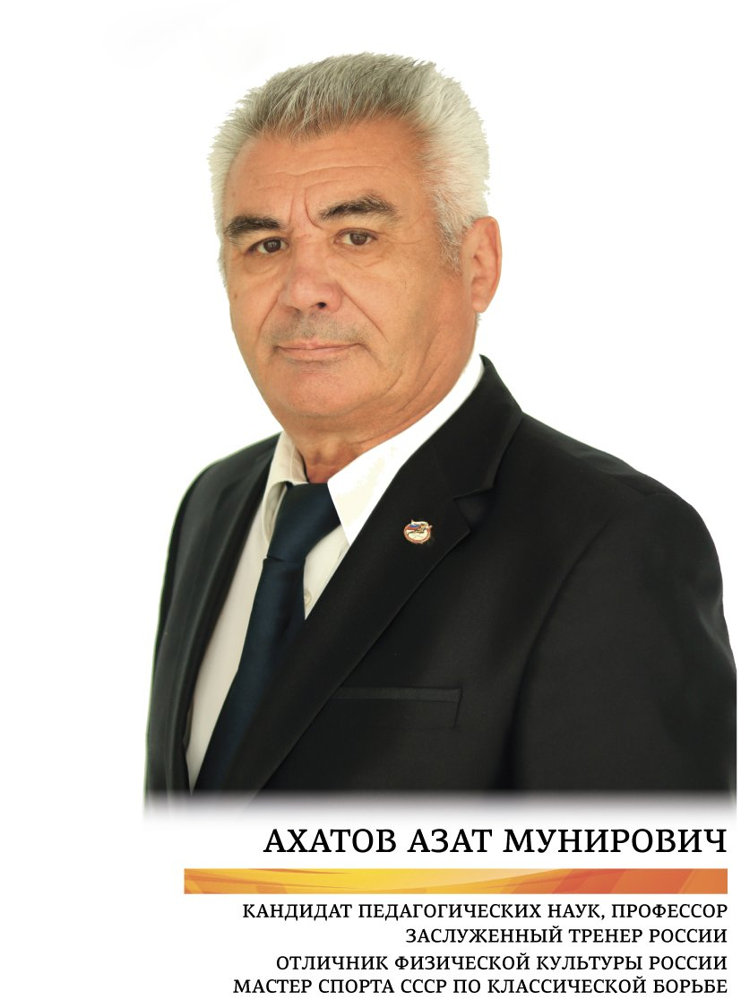 АХАТОВ АЗАТ МУНИРОВИЧ
КАНДИДАТ ПЕДАГОГИЧЕСКИХ НАУК, ПРОФЕССОР
ЗАСЛУЖЕННЫЙ ТРЕНЕР РОССИИ
ОТЛИЧНИК ФИЗИЧЕСКОЙ КУЛЬТУРЫ РОССИИ
МАСТЕР СПОРТА СССР ПО КЛАССИЧЕСКОЙ БОРЬБЕ